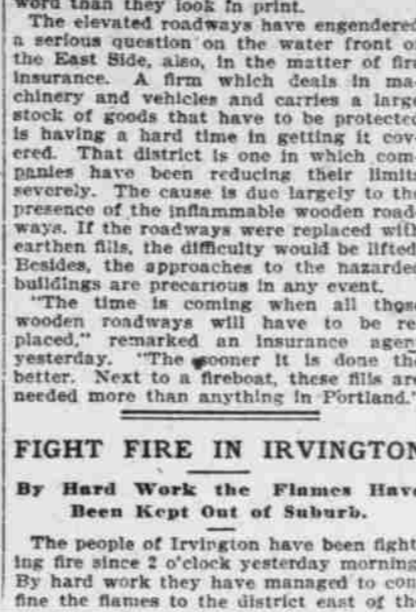 word than they look in print.
The elevated roadways have engendered
a serious question on the water front of
the East Side, also, in the matter of fire
insurance. A firm which deals in ma-
chinery and vehicles and carries a large
stock of goods that have to be protected
is having a hard time in getting it cov-
ered. That district is one in which com-
panies have been reducing their limits
severely. The cause is due largely to the
presence of the inflammable wooden road-
ways. If the roadways were replaced with
earthen fills, the difficulty would be lifted.
Besides, the approaches to the hazarded
buildings are precarious in any event.
"The time is coming when all those
wooden roadways will have to be re-
placed," remarked an insurance agent
yesterday. "The sooner it is done the
better. Next to a fireboat, these fills are
needed more than anything in Portland."
FIGHT FIRE IN IRVINGTON
By Hard Work the Flames Have
Been Kept Out of Suburb.
The people of Irvington have been fight-
ing fire since 2 o'clock yesterday morning.
By hard work they have managed to con-
fine the flames to the district east of the